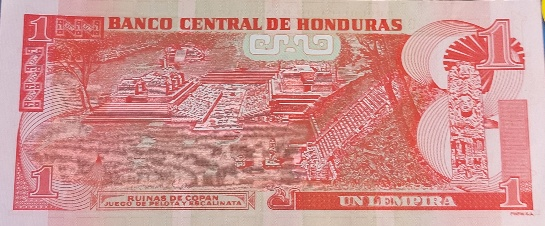 1 BANCO CENTRAL DE HONDURAS 1
1 RUINAS DE COPAN
JUEGO DE PELOTA Y ESCALINATA
UN LEMPIRA 1